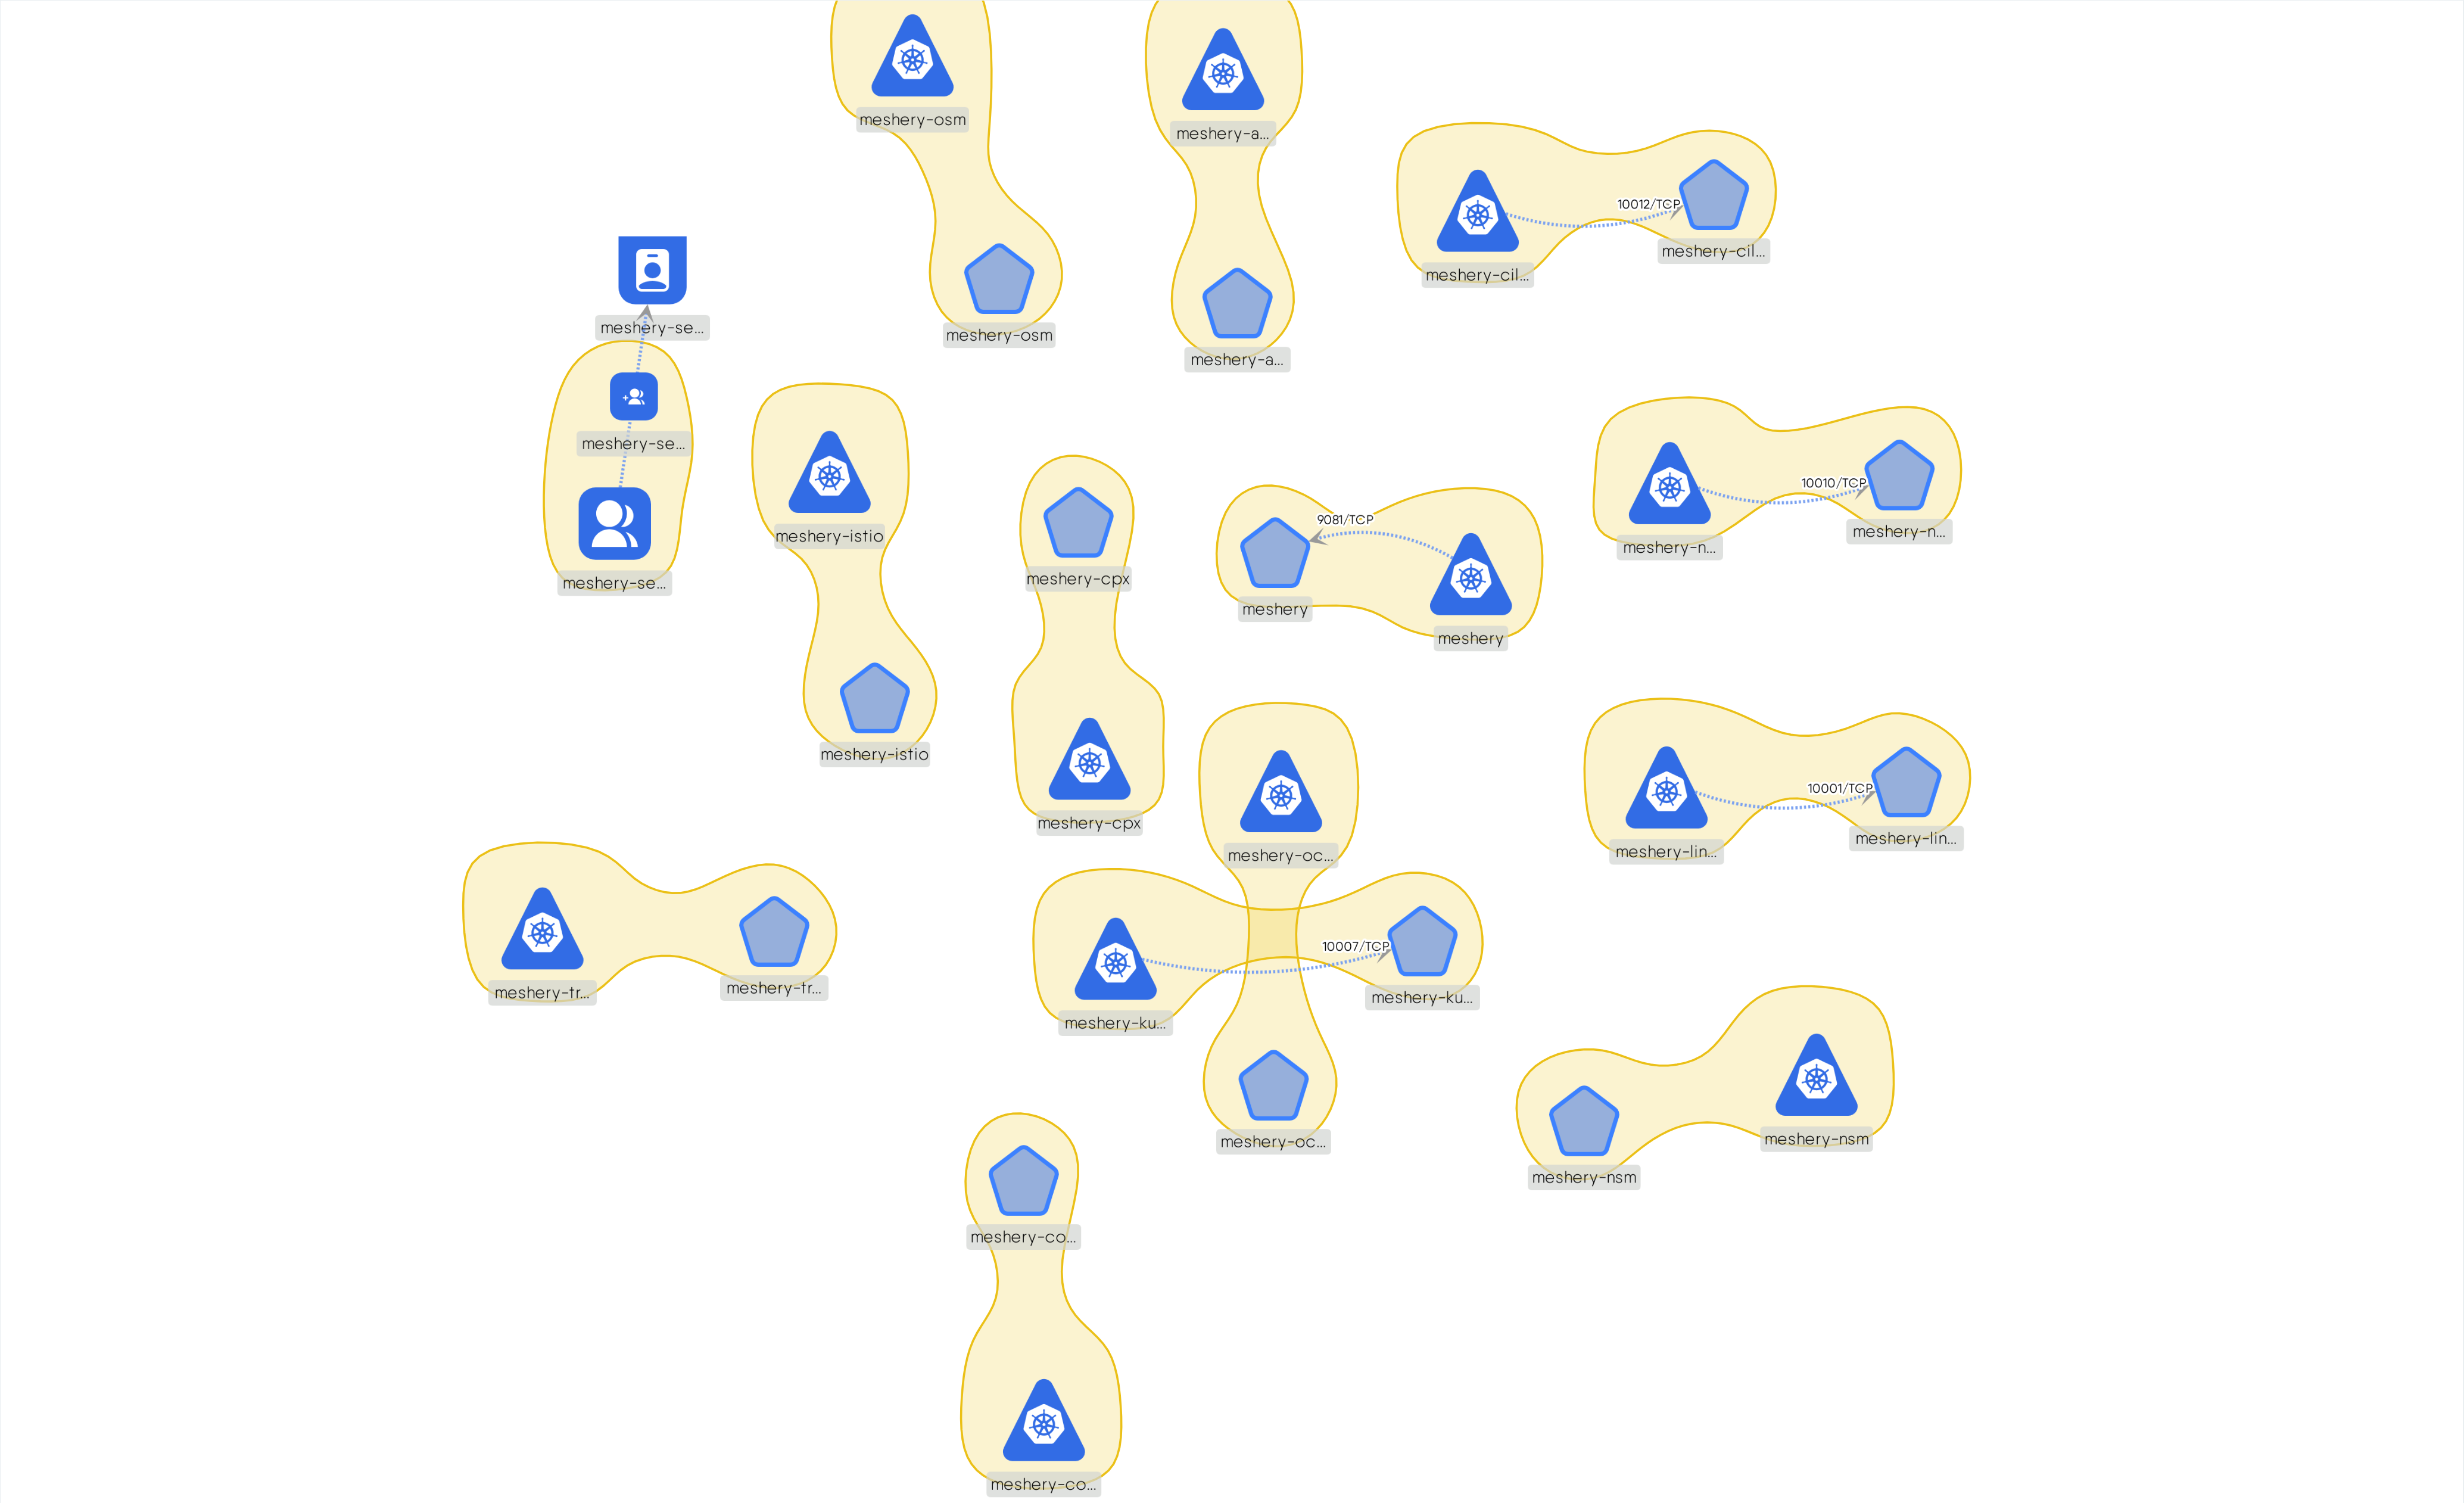 meshery-osm
meshery-a...
10012/TCP
meshery-cil...
meshery-cil...
meshery-se...
meshery-osm
meshery-a...
meshery-se...
meshery-se...
meshery-istio
meshery-istio
meshery-cpx
meshery-cpx
9081/TCP
meshery
meshery
10010/TCP
meshery-n...
meshery-n...
10001/TCP
meshery-lin...
meshery-lin...
meshery-oc...
meshery-tr...
meshery-tr...
10007/TCP
meshery-ku...
meshery-ku...
meshery-oc...
meshery-nsm
meshery-nsm
meshery-co...
meshery-co...